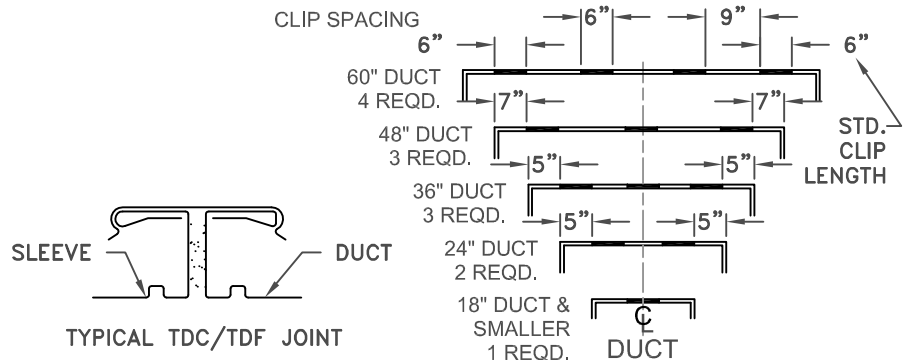 CLIP SPACING
6” 9”
6” 6”
60" DUCT
4 REQD.
7” 7”
STD.
CLIP
LENGTH
48" DUCT
3 REQD.
5” 5”
36" DUCT
3 REQD.
5” 5”
24" DUCT
2 REQD.
18" DUCT &
SMALLER
1 REQD.
℄
DUCT
SLEEVE DUCT
TYPICAL TDC/TDF JOINT